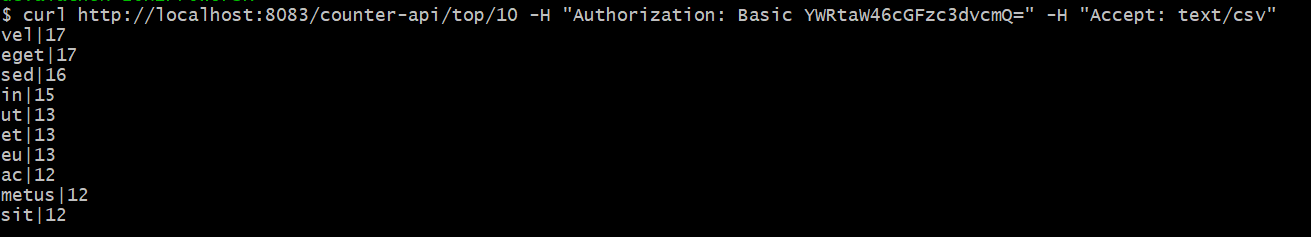 $ curl http://localhost:8083/counter-api/top/10 -H "Authorization: Basic YWRtaW46cGFzc3dvcmQ=" -H "Accept: text/csv"
vel|17
eget|17
sed|16
in|15
ut|13
et|13
eu|13
ac|12
metus|12
sit|12